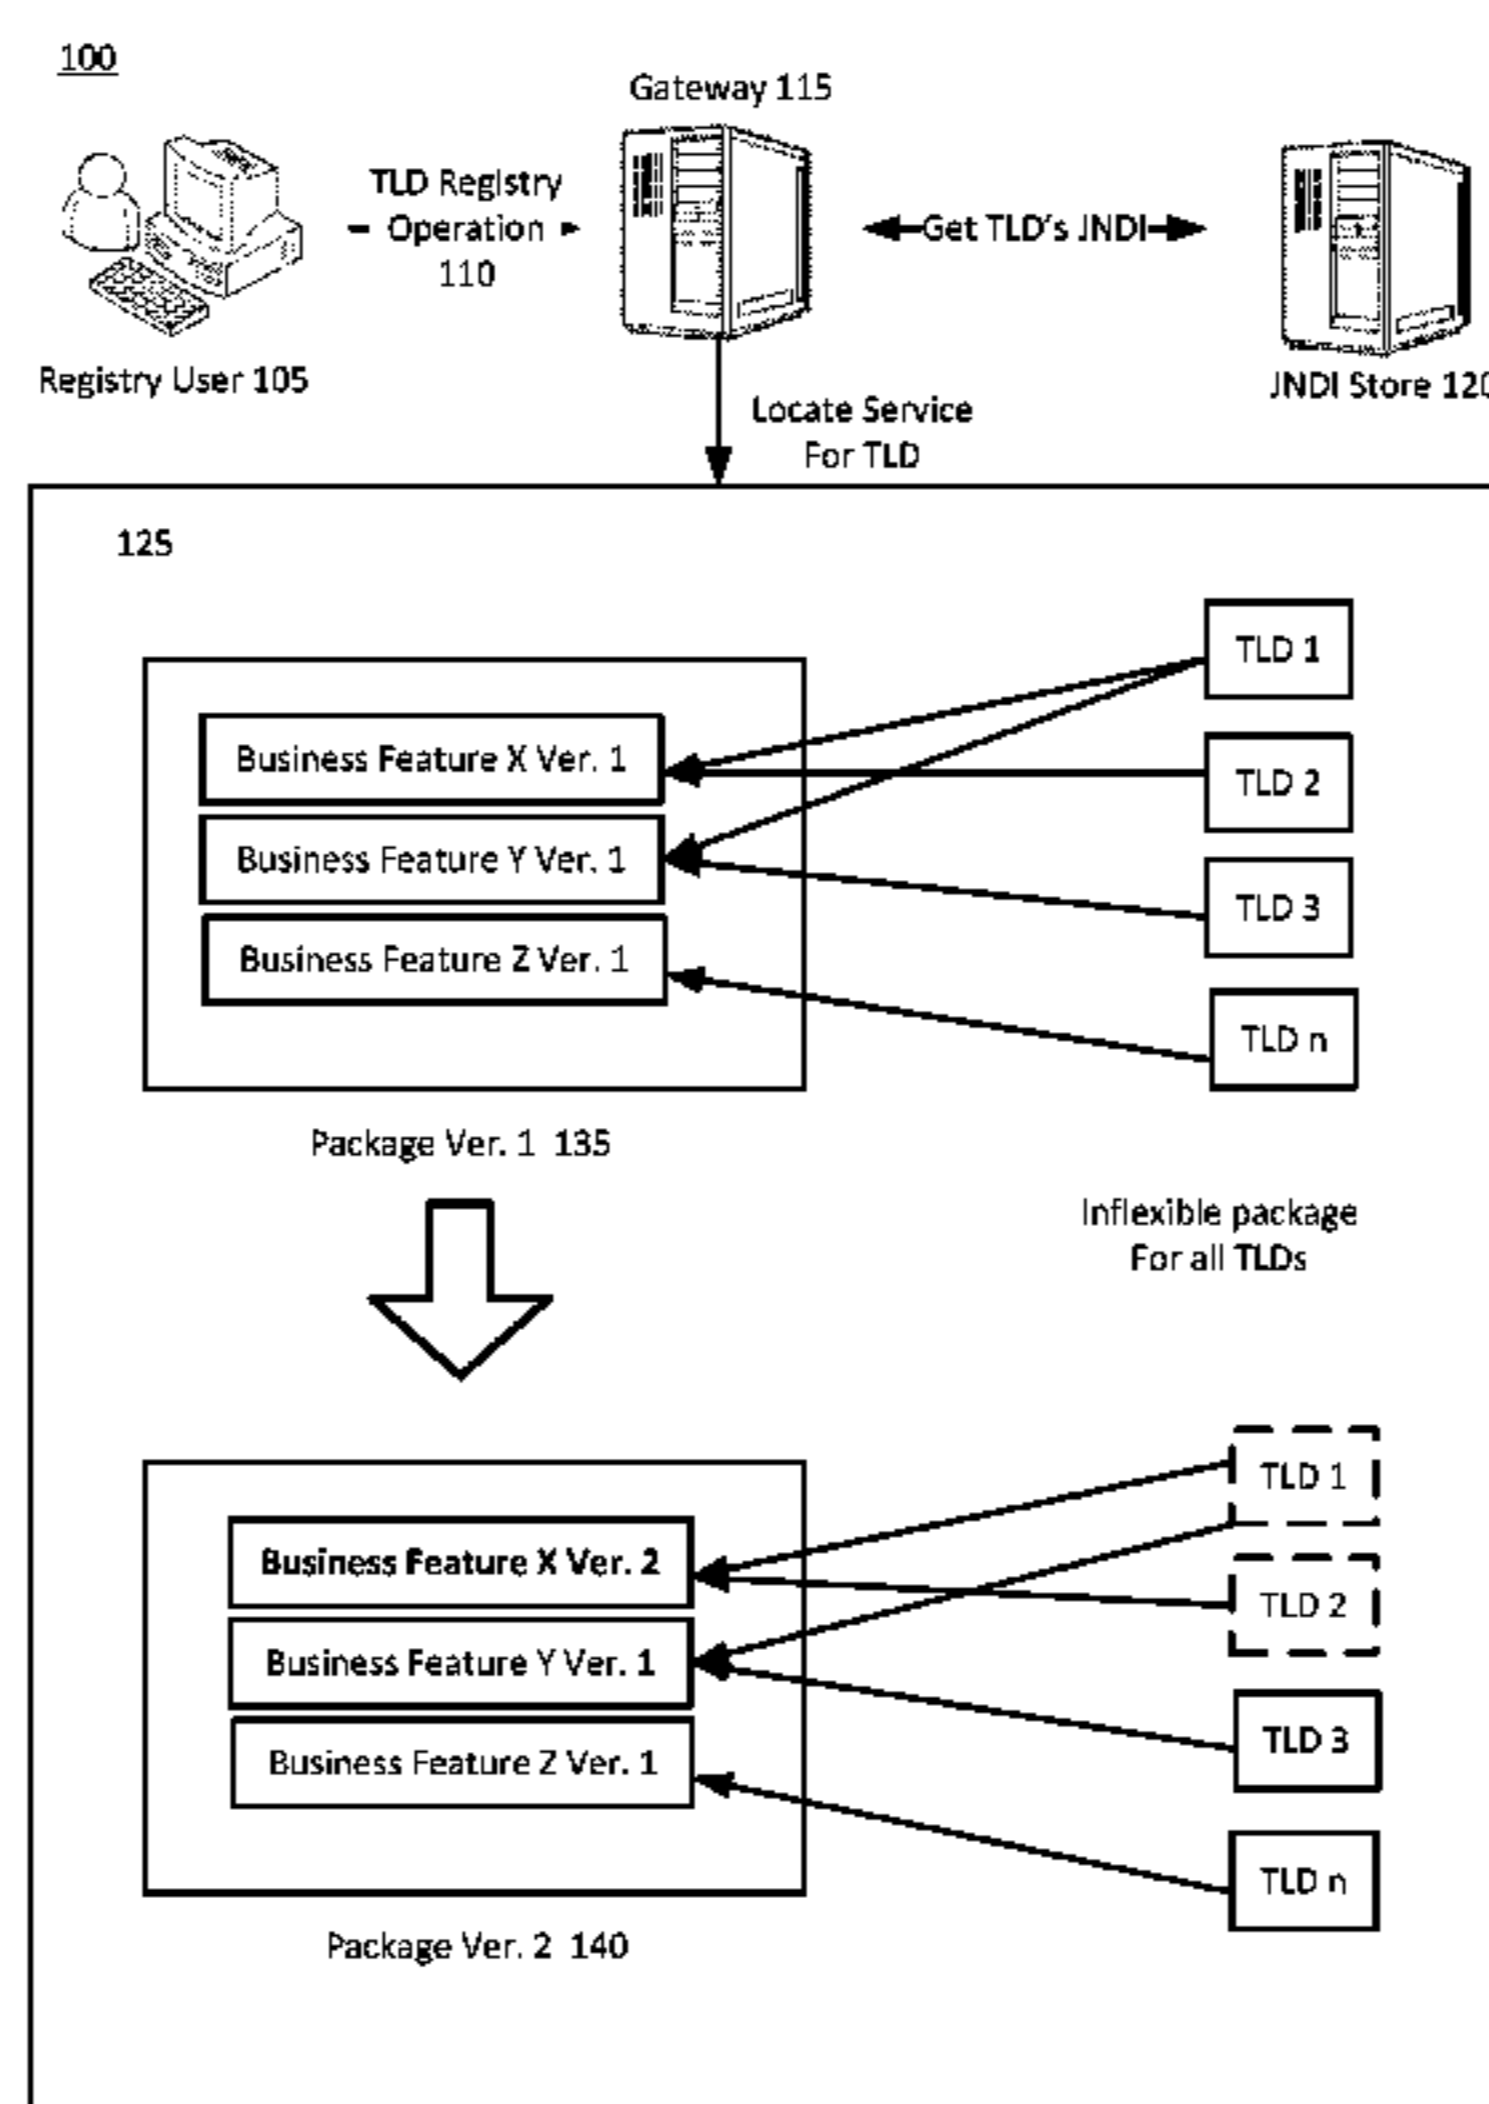 100
Gateway 115
TLD Registry
Operation
110
Get TLD's JNDI
Registry User 105
JNDI Store 120
Locate Service
For TLD
125
TLD 1
Business Feature X Ver. 1
TLD 2
Business Feature Y Ver. 1
TLD 3
Business Feature Z Ver. 1
TLD n
Package Ver. 1 135
Inflexible package
For all TLDs
TLD 1
Business Feature X Ver. 2
TLD 2
Business Feature Y Ver. 1
TLD 3
Business Feature Z Ver. 1
TLD n
Package Ver. 2 140